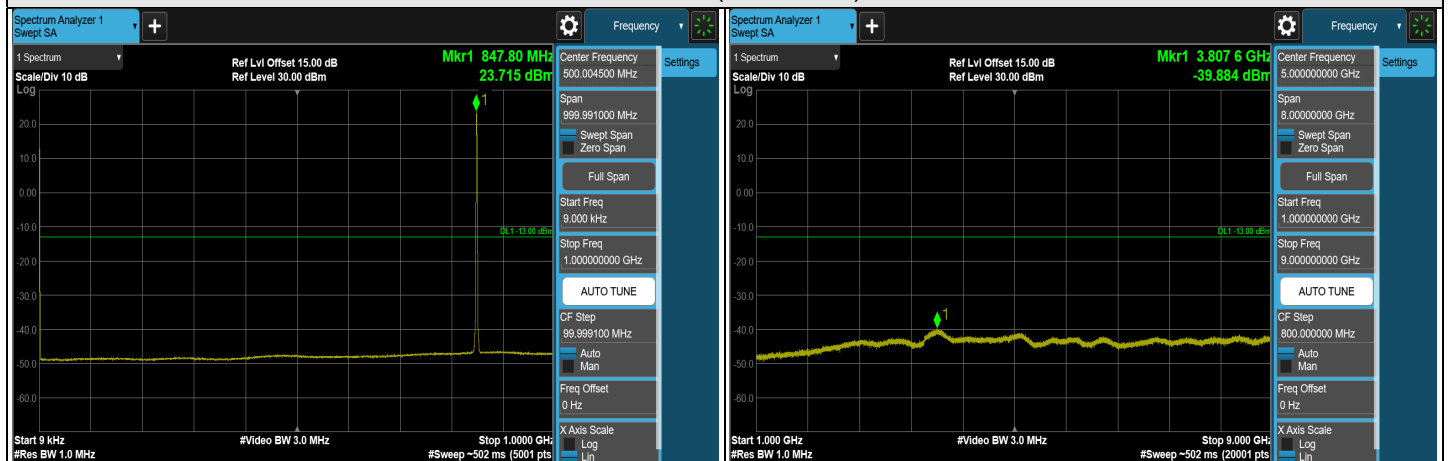 Spectrum Analyzer 1
Swept SA
+
Frequency
1 Spectrum
Scale/Div 10 dB
Log
Ref Lvl Offset 15.00 dB
Ref Level 30.00 dBm
Mkr1 847.80 MHz
23.715 dBm
1
20.0
10.0
0.00
-10.0
-20.0
-30.0
-40.0
-50.0
-60.0
DL1 -13.00 dBm
Start 9 kHz
#Res BW 1.0 MHz
#Video BW 3.0 MHz
Stop 1.0000 GHz
#Sweep ~502 ms (5001 pts)
Center Frequency
500.004500 MHz
Span
999.991000 MHz
Swept Span
Zero Span
Full Span
Start Freq
9.000 kHz
Stop Freq
1.000000000 GHz
AUTO TUNE
CF Step
99.999100 MHz
Auto
Man
Freq Offset
0 Hz
X Axis Scale
Log
Lin
Settings
Spectrum Analyzer 1
Swept SA
+
Frequency
1 Spectrum
Scale/Div 10 dB
Log
Ref Lvl Offset 15.00 dB
Ref Level 30.00 dBm
Mkr1 3.807 6 GHz
-39.884 dBm
1
20.0
10.0
0.00
-10.0
-20.0
-30.0
-40.0
-50.0
-60.0
DL1 -13.00 dBm
Start 1.000 GHz
#Res BW 1.0 MHz
#Video BW 3.0 MHz
Stop 9.000 GHz
#Sweep ~502 ms (20001 pts)
Center Frequency
5.000000000 GHz
Span
8.00000000 GHz
Swept Span
Zero Span
Full Span
Start Freq
1.000000000 GHz
Stop Freq
9.000000000 GHz
AUTO TUNE
CF Step
800.000000 MHz
Auto
Man
Freq Offset
0 Hz
X Axis Scale
Log
Lin
Settings